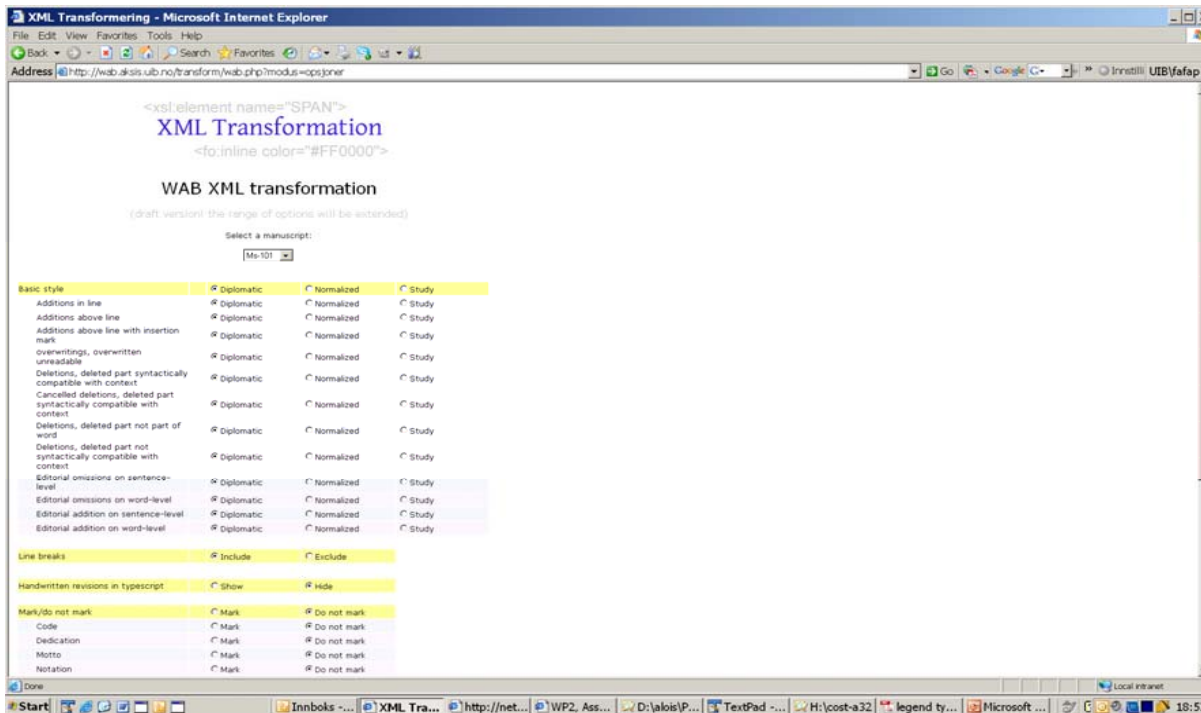 XML Transformering - Microsoft Internet Explorer
File Edit View Favorites Tools Help
Back Search Favorites
Address http://wab.aksis.uib.no/transform/wab.php?modus=opsjoner Go Google G- » Innstilli UIB\fafap
<xsl:element name="SPAN">
XML Transformation
<fo:inline color="#FF0000">
WAB XML transformation
(draft version! the range of options will be extended)
Select a manuscript:
Ms-101
Basic style Diplomatic Normalized Study
Additions in line Diplomatic Normalized Study
Additions above line Diplomatic Normalized Study
Additions above line with insertion
mark Diplomatic Normalized Study
overwritings, overwritten
unreadable Diplomatic Normalized Study
Deletions, deleted part syntactically
compatible with context Diplomatic Normalized Study
Cancelled deletions, deleted part
syntactically compatible with Diplomatic Normalized Study
context
Deletions, deleted part not part of
word Diplomatic Normalized Study
Deletions, deleted part not
syntactically compatible with Diplomatic Normalized Study
context
Editorial omissions on sentence-
level Diplomatic Normalized Study
Editorial omissions on word-level Diplomatic Normalized Study
Editorial addition on sentence-level Diplomatic Normalized Study
Editorial addition on word-level Diplomatic Normalized Study
Line breaks Include Exclude
Handwritten revisions in typescript Show Hide
Mark/do not mark Mark Do not mark
Code Mark Do not mark
Dedication Mark Do not mark
Motto Mark Do not mark
Notation Mark Do not mark
Done Local intranet
Start Innboks -... XML Tra... http://net... WP2, Ass... D:\alois\P... TextPad -... H:\cost-a32 legend ty... Microsoft ... 18:5